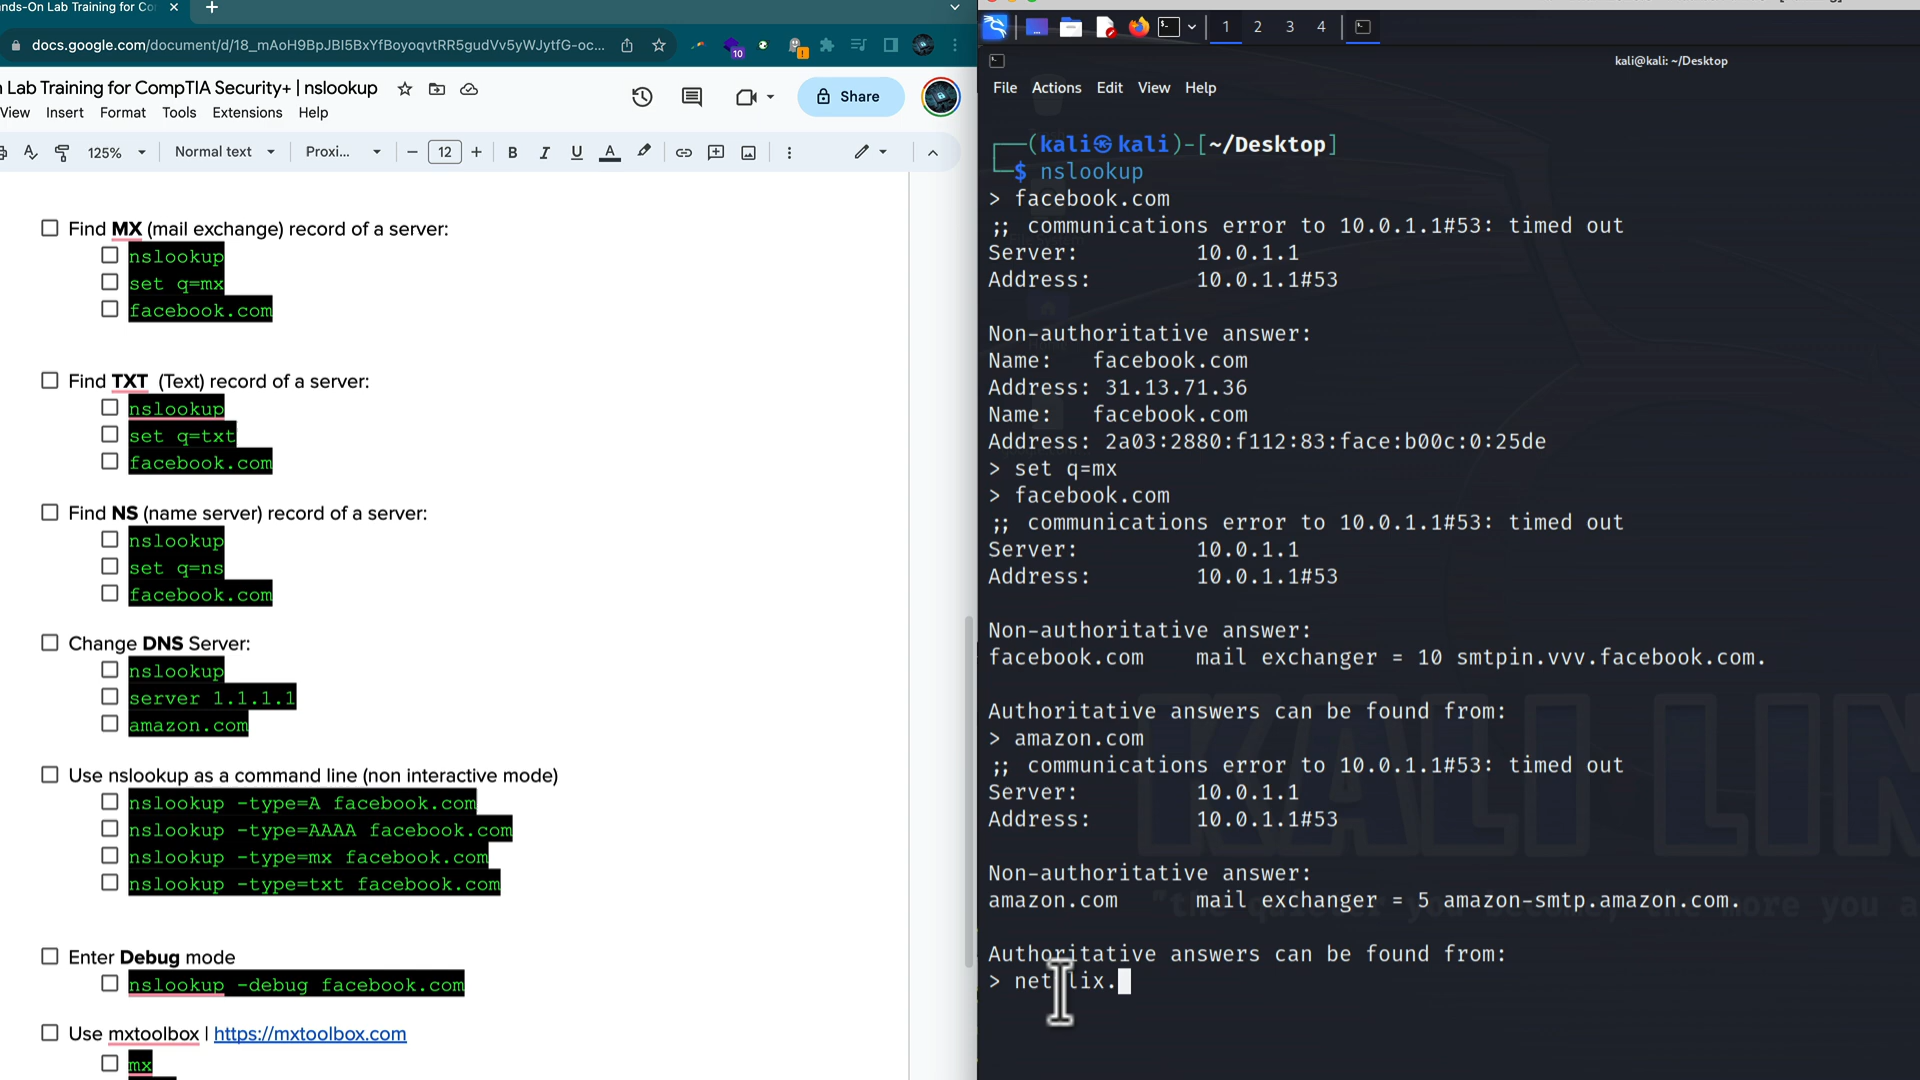 nds-On Lab Training for Co
docs.google.com/document/d/18_mAoH9BpJBI5BxYfBoyoqvtRR5gudVv5yWJytfG-oc...
10
n Lab Training for CompTIA Security+ | nslookup
Share
View Insert Format Tools Extensions Help
125% Normal text Proxi... 12 B I U A
Find MX (mail exchange) record of a server:
nslookup
set q=mx
facebook.com
Find TXT (Text) record of a server:
nslookup
set q=txt
facebook.com
Find NS (name server) record of a server:
nslookup
set q=ns
facebook.com
Change DNS Server:
nslookup
server 1.1.1.1
amazon.com
Use nslookup as a command line (non interactive mode)
nslookup -type=A facebook.com
nslookup -type=AAAA facebook.com
nslookup -type=mx facebook.com
nslookup -type=txt facebook.com
Enter Debug mode
nslookup -debug facebook.com
Use mxtoolbox | https://mxtoolbox.com
mx
1 2 3 4
kali@kali: ~/Desktop
File Actions Edit View Help
(kali㉿kali)-[~/Desktop]
$ nslookup
> facebook.com
;; communications error to 10.0.1.1#53: timed out
Server: 10.0.1.1
Address: 10.0.1.1#53
Non-authoritative answer:
Name: facebook.com
Address: 31.13.71.36
Name: facebook.com
Address: 2a03:2880:f112:83:face:b00c:0:25de
> set q=mx
> facebook.com
;; communications error to 10.0.1.1#53: timed out
Server: 10.0.1.1
Address: 10.0.1.1#53
Non-authoritative answer:
facebook.com mail exchanger = 10 smtpin.vvv.facebook.com.
Authoritative answers can be found from:
> amazon.com
;; communications error to 10.0.1.1#53: timed out
Server: 10.0.1.1
Address: 10.0.1.1#53
Non-authoritative answer:
amazon.com mail exchanger = 5 amazon-smtp.amazon.com.
Authoritative answers can be found from:
> netflix.
KALI LIN
"the quieter you become, the more you a